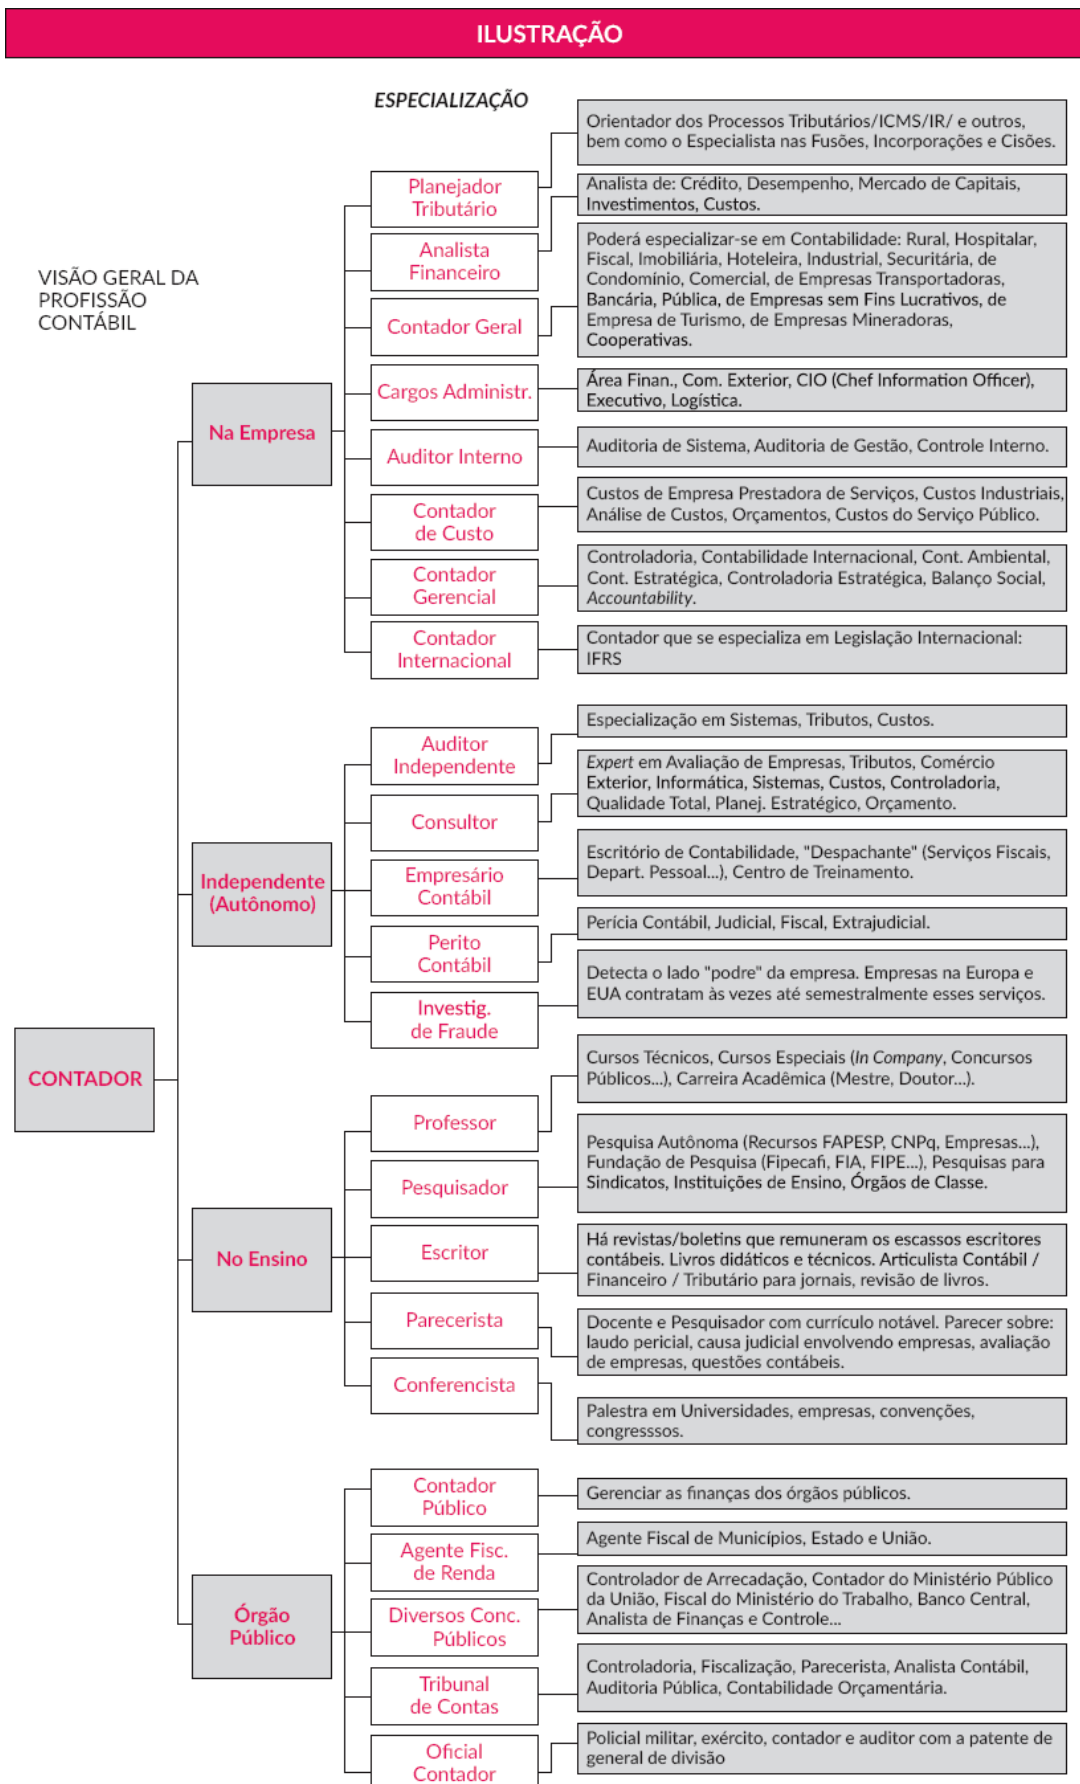 ILUSTRAÇÃO
ESPECIALIZAÇÃO
VISÃO GERAL DA
PROFISSÃO
CONTÁBIL
CONTADOR
Na Empresa
Planejador
Tributário
Orientador dos Processos Tributários/ICMS/IR/ e outros,
bem como o Especialista nas Fusões, Incorporações e Cisões.
Analista
Financeiro
Analista de: Crédito, Desempenho, Mercado de Capitais,
Investimentos, Custos.
Contador Geral
Poderá especializar-se em Contabilidade: Rural, Hospitalar,
Fiscal, Imobiliária, Hoteleira, Industrial, Securitária, de
Condomínio, Comercial, de Empresas Transportadoras,
Bancária, Pública, de Empresas sem Fins Lucrativos, de
Empresa de Turismo, de Empresas Mineradoras,
Cooperativas.
Cargos Administr.
Área Finan., Com. Exterior, CIO (Chef Information Officer),
Executivo, Logística.
Auditor Interno
Auditoria de Sistema, Auditoria de Gestão, Controle Interno.
Contador
de Custo
Custos de Empresa Prestadora de Serviços, Custos Industriais,
Análise de Custos, Orçamentos, Custos do Serviço Público.
Contador
Gerencial
Controladoria, Contabilidade Internacional, Cont. Ambiental,
Cont. Estratégica, Controladoria Estratégica, Balanço Social,
Accountability.
Contador
Internacional
Contador que se especializa em Legislação Internacional:
IFRS
Independente
(Autônomo)
Auditor
Independente
Especialização em Sistemas, Tributos, Custos.
Consultor
Expert em Avaliação de Empresas, Tributos, Comércio
Exterior, Informática, Sistemas, Custos, Controladoria,
Qualidade Total, Planej. Estratégico, Orçamento.
Empresário
Contábil
Escritório de Contabilidade, "Despachante" (Serviços Fiscais,
Depart. Pessoal...), Centro de Treinamento.
Perito
Contábil
Perícia Contábil, Judicial, Fiscal, Extrajudicial.
Investig.
de Fraude
Detecta o lado "podre" da empresa. Empresas na Europa e
EUA contratam às vezes até semestralmente esses serviços.
No Ensino
Professor
Cursos Técnicos, Cursos Especiais (In Company, Concursos
Públicos...), Carreira Acadêmica (Mestre, Doutor...).
Pesquisador
Pesquisa Autônoma (Recursos FAPESP, CNPq, Empresas...),
Fundação de Pesquisa (Fipecafi, FIA, FIPE...), Pesquisas para
Sindicatos, Instituições de Ensino, Órgãos de Classe.
Escritor
Há revistas/boletins que remuneram os escassos escritores
contábeis. Livros didáticos e técnicos. Articulista Contábil /
Financeiro / Tributário para jornais, revisão de livros.
Parecerista
Docente e Pesquisador com currículo notável. Parecer sobre:
laudo pericial, causa judicial envolvendo empresas, avaliação
de empresas, questões contábeis.
Conferencista
Palestra em Universidades, empresas, convenções,
congresssos.
Órgão
Público
Contador
Público
Gerenciar as finanças dos órgãos públicos.
Agente Fisc.
de Renda
Agente Fiscal de Municípios, Estado e União.
Diversos Conc.
Públicos
Controlador de Arrecadação, Contador do Ministério Público
da União, Fiscal do Ministério do Trabalho, Banco Central,
Analista de Finanças e Controle...
Tribunal
de Contas
Controladoria, Fiscalização, Parecerista, Analista Contábil,
Auditoria Pública, Contabilidade Orçamentária.
Oficial
Contador
Policial militar, exército, contador e auditor com a patente de
general de divisão